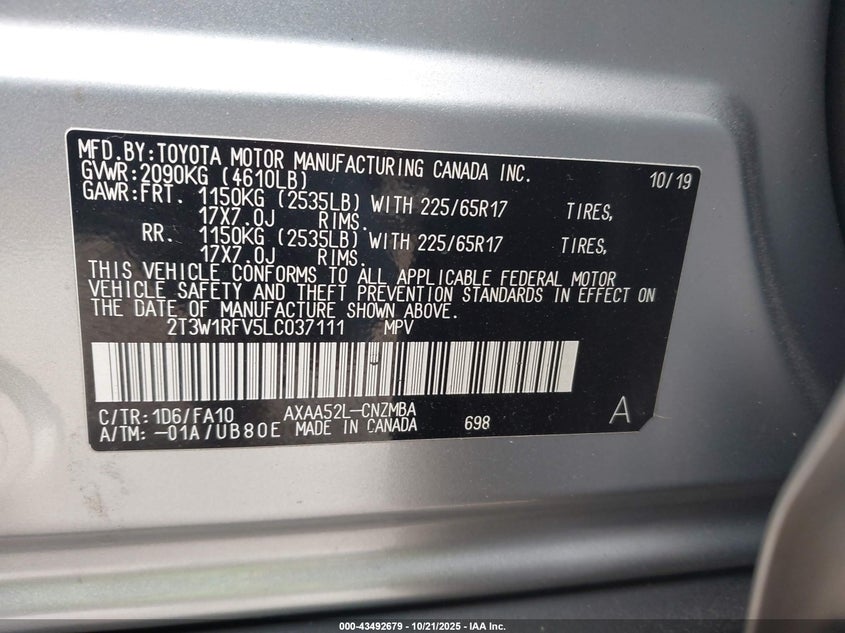 MFD.BY:TOYOTA MOTOR MANUFACTURING CANADA INC.
GVWR:2090KG (4610LB) 10/19
GAWR:FRT. 1150KG (2535LB) WITH 225/65R17 TIRES,
17X7.0J RIMS.
RR. 1150KG (2535LB) WITH 225/65R17 TIRES,
17X7.0J RIMS.
THIS VEHICLE CONFORMS TO ALL APPLICABLE FEDERAL MOTOR
VEHICLE SAFETY AND THEFT PREVENTION STANDARDS IN EFFECT ON
THE DATE OF MANUFACTURE SHOWN ABOVE.
2T3W1RFV5LC037111 MPV
C/TR:1D6/FA10 AXAA52L-CNZMBA A
A/TM:-01A/UB80E MADE IN CANADA 698
000-43492679 - 10/21/2025 - IAA Inc.